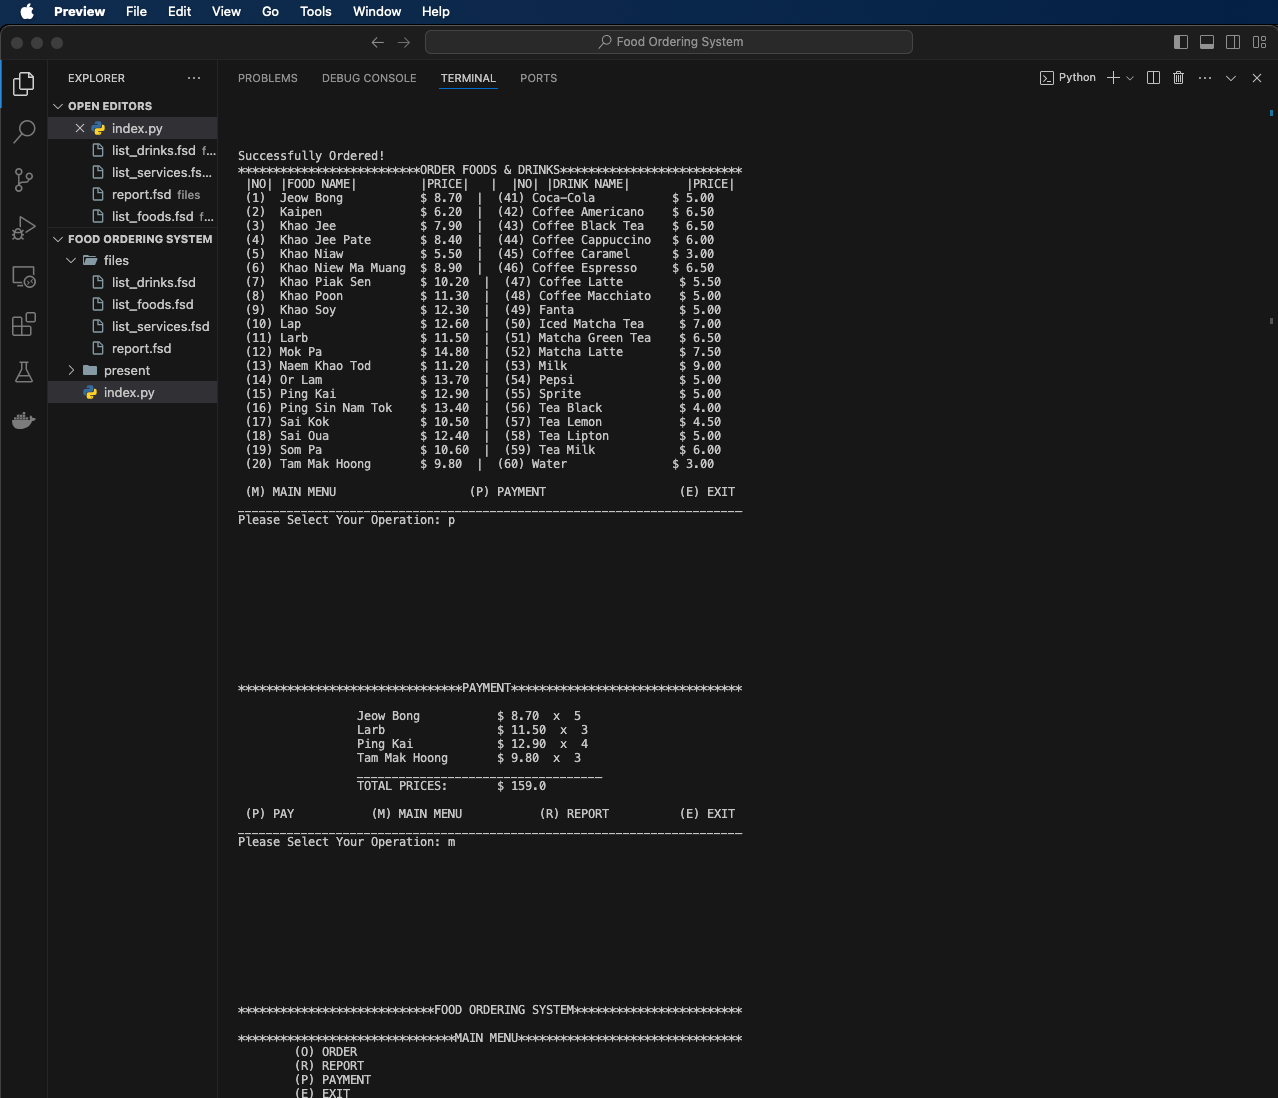 Preview File Edit View Go Tools Window Help
Food Ordering System
EXPLORER ···
OPEN EDITORS
index.py
list_drinks.fsd f...
list_services.fs...
report.fsd files
list_foods.fsd f...
FOOD ORDERING SYSTEM
files
list_drinks.fsd
list_foods.fsd
list_services.fsd
report.fsd
present
index.py
PROBLEMS DEBUG CONSOLE TERMINAL PORTS
Python
Successfully Ordered!
**************************ORDER FOODS & DRINKS**************************
|NO| |FOOD NAME| |PRICE| | |NO| |DRINK NAME| |PRICE|
(1) Jeow Bong $ 8.70 | (41) Coca-Cola $ 5.00
(2) Kaipen $ 6.20 | (42) Coffee Americano $ 6.50
(3) Khao Jee $ 7.90 | (43) Coffee Black Tea $ 6.50
(4) Khao Jee Pate $ 8.40 | (44) Coffee Cappuccino $ 6.00
(5) Khao Niaw $ 5.50 | (45) Coffee Caramel $ 3.00
(6) Khao Niew Ma Muang $ 8.90 | (46) Coffee Espresso $ 6.50
(7) Khao Piak Sen $ 10.20 | (47) Coffee Latte $ 5.50
(8) Khao Poon $ 11.30 | (48) Coffee Macchiato $ 5.00
(9) Khao Soy $ 12.30 | (49) Fanta $ 5.00
(10) Lap $ 12.60 | (50) Iced Matcha Tea $ 7.00
(11) Larb $ 11.50 | (51) Matcha Green Tea $ 6.50
(12) Mok Pa $ 14.80 | (52) Matcha Latte $ 7.50
(13) Naem Khao Tod $ 11.20 | (53) Milk $ 9.00
(14) Or Lam $ 13.70 | (54) Pepsi $ 5.00
(15) Ping Kai $ 12.90 | (55) Sprite $ 5.00
(16) Ping Sin Nam Tok $ 13.40 | (56) Tea Black $ 4.00
(17) Sai Kok $ 10.50 | (57) Tea Lemon $ 4.50
(18) Sai Oua $ 12.40 | (58) Tea Lipton $ 5.00
(19) Som Pa $ 10.60 | (59) Tea Milk $ 6.00
(20) Tam Mak Hoong $ 9.80 | (60) Water $ 3.00
(M) MAIN MENU (P) PAYMENT (E) EXIT
________________________________________________________________________
Please Select Your Operation: p
********************************PAYMENT*********************************
Jeow Bong $ 8.70 x 5
Larb $ 11.50 x 3
Ping Kai $ 12.90 x 4
Tam Mak Hoong $ 9.80 x 3
___________________________________
TOTAL PRICES: $ 159.0
(P) PAY (M) MAIN MENU (R) REPORT (E) EXIT
________________________________________________________________________
Please Select Your Operation: m
****************************FOOD ORDERING SYSTEM************************
*******************************MAIN MENU********************************
(O) ORDER
(R) REPORT
(P) PAYMENT
(E) EXIT